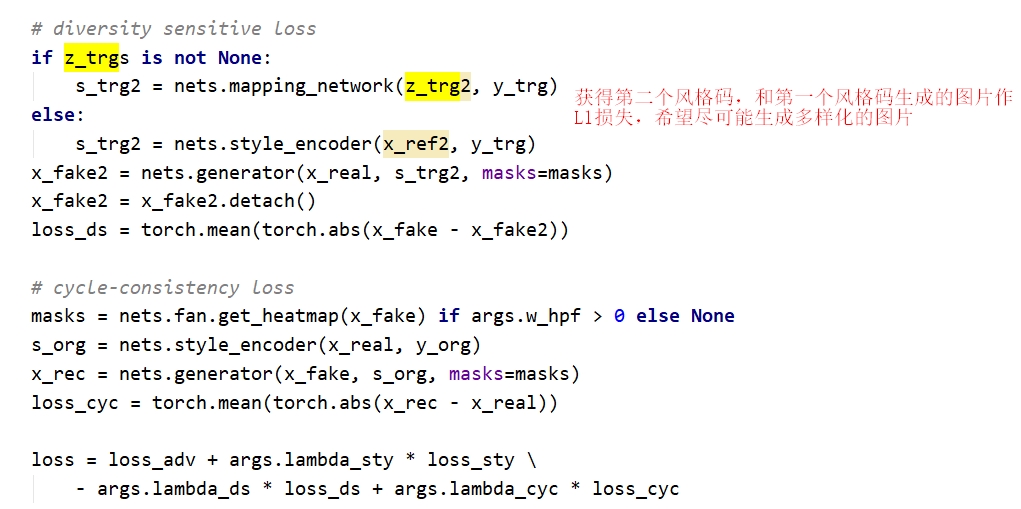 # diversity sensitive loss
if z_trgs is not None:
    s_trg2 = nets.mapping_network(z_trg2, y_trg)
获得第二个风格码，和第一个风格码生成的图片作
L1损失，希望尽可能生成多样化的图片
else:
    s_trg2 = nets.style_encoder(x_ref2, y_trg)
x_fake2 = nets.generator(x_real, s_trg2, masks=masks)
x_fake2 = x_fake2.detach()
loss_ds = torch.mean(torch.abs(x_fake - x_fake2))
# cycle-consistency loss
masks = nets.fan.get_heatmap(x_fake) if args.w_hpf > 0 else None
s_org = nets.style_encoder(x_real, y_org)
x_rec = nets.generator(x_fake, s_org, masks=masks)
loss_cyc = torch.mean(torch.abs(x_rec - x_real))
loss = loss_adv + args.lambda_sty * loss_sty \
    - args.lambda_ds * loss_ds + args.lambda_cyc * loss_cyc